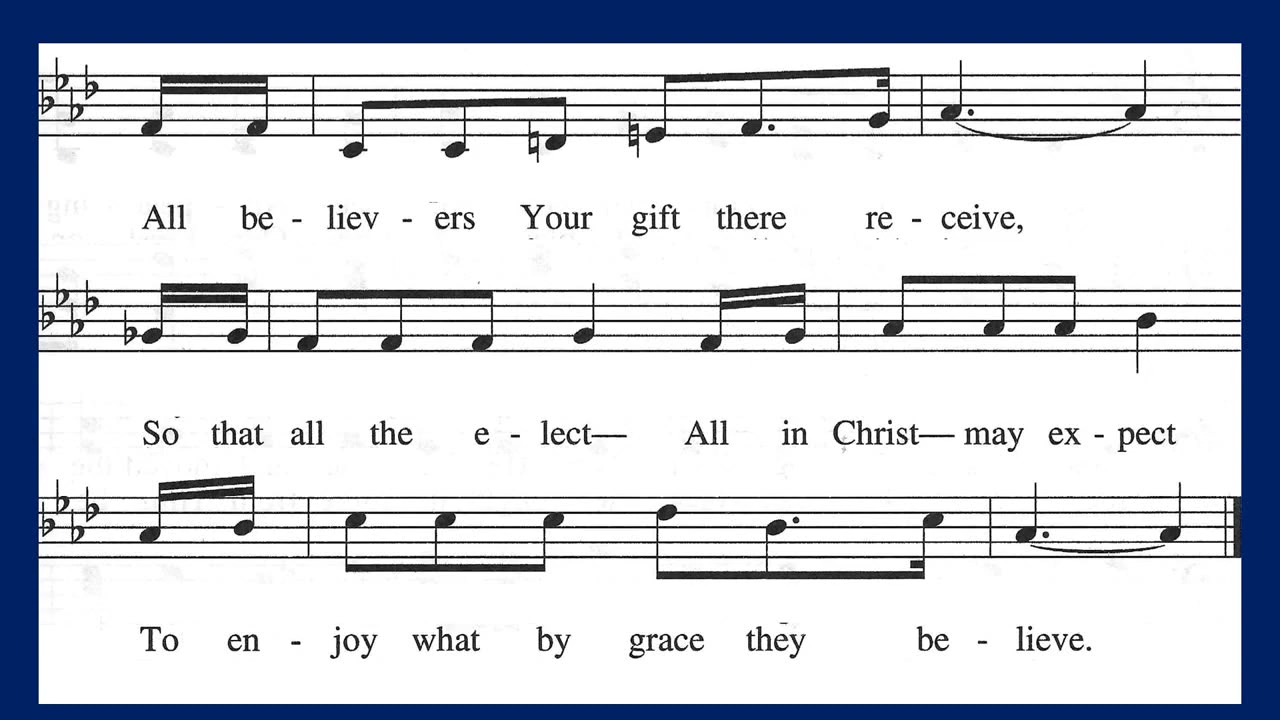 All be - liev - ers Your gift there re - ceive,
So that all the e - lect— All in Christ— may ex - pect
To en - joy what by grace they be - lieve.